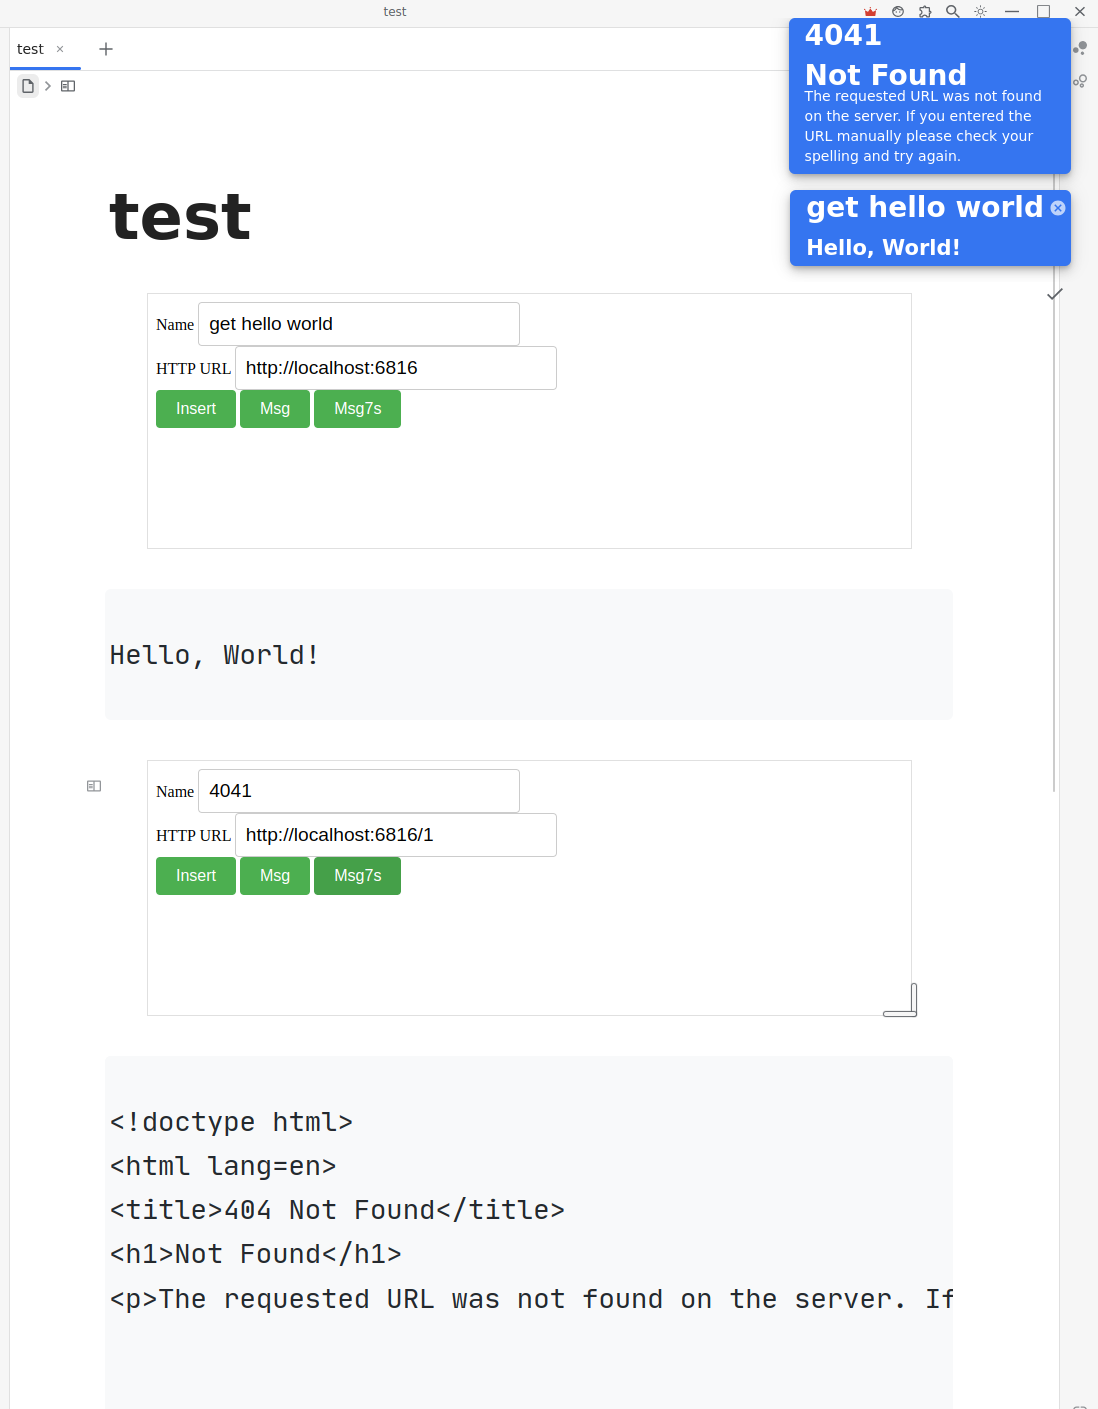 test
test
4041
Not Found
The requested URL was not found
on the server. If you entered the
URL manually please check your
spelling and try again.
get hello world
Hello, World!
test
Name get hello world
HTTP URL http://localhost:6816
Insert Msg Msg7s
Hello, World!
Name 4041
HTTP URL http://localhost:6816/1
Insert Msg Msg7s
<!doctype html>
<html lang=en>
<title>404 Not Found</title>
<h1>Not Found</h1>
<p>The requested URL was not found on the server. If